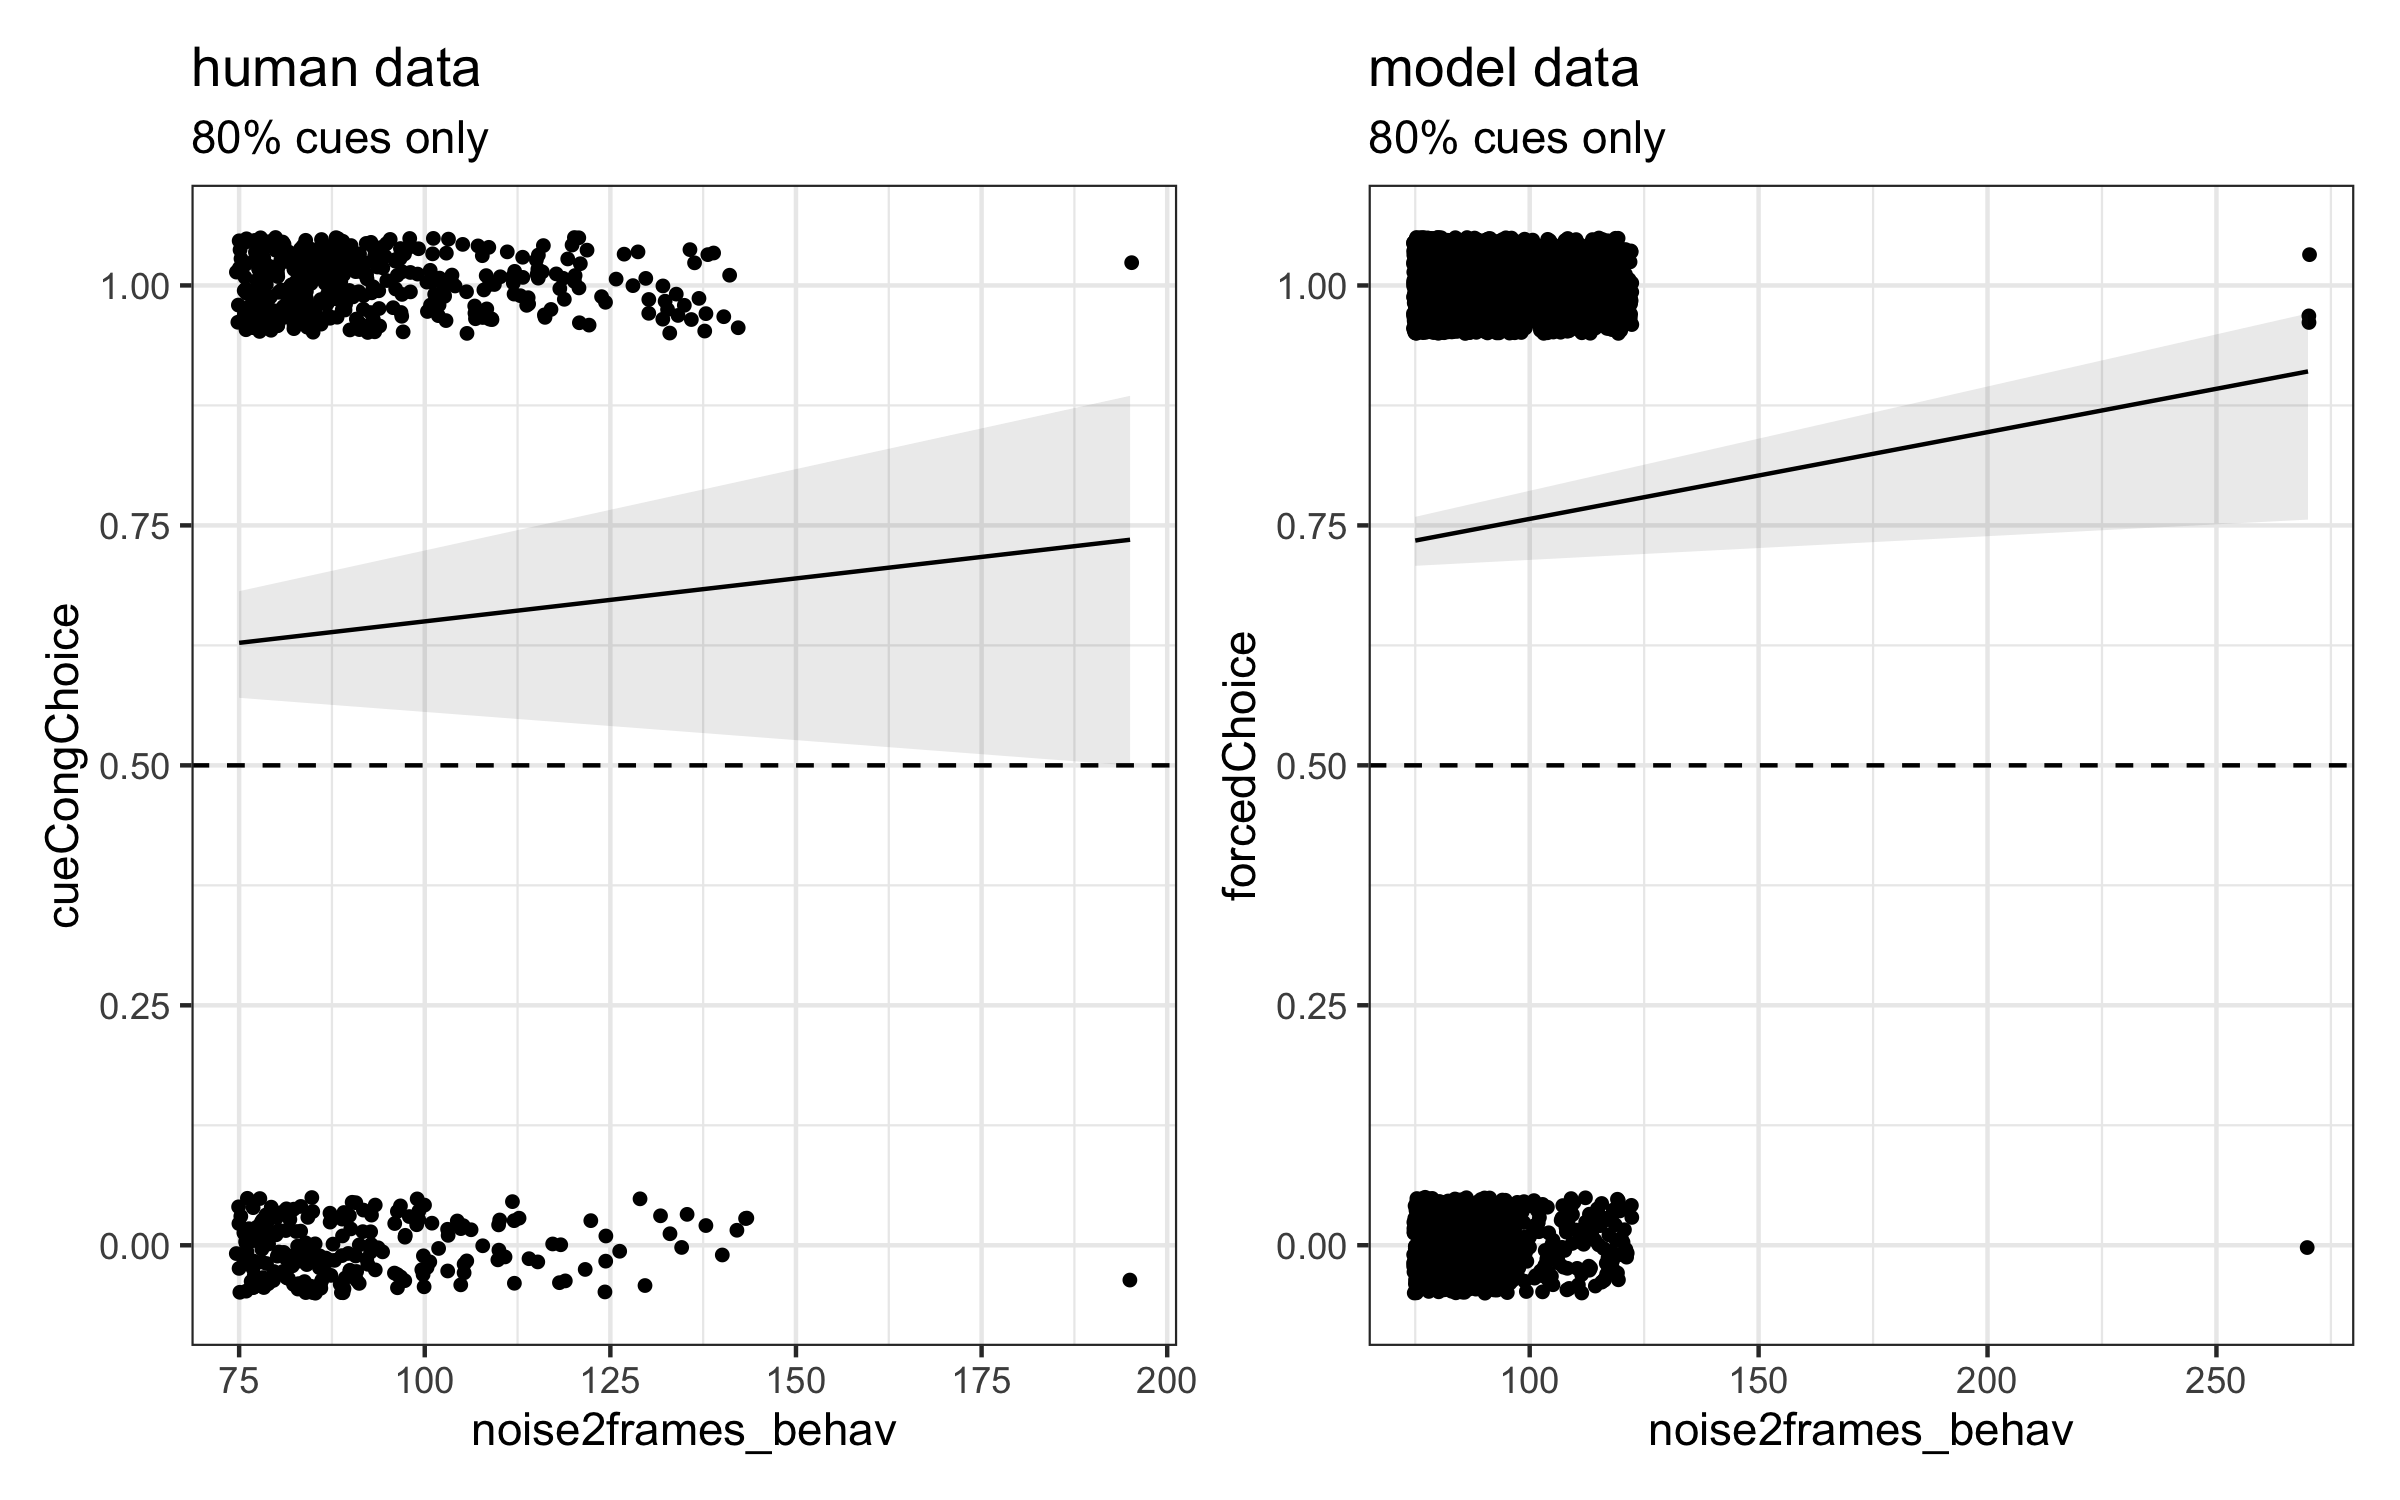 human data
80% cues only
cueCongChoice
1.00
0.75
0.50
0.25
0.00
75 100 125 150 175 200
noise2frames_behav
model data
80% cues only
forcedChoice
1.00
0.75
0.50
0.25
0.00
100 150 200 250
noise2frames_behav